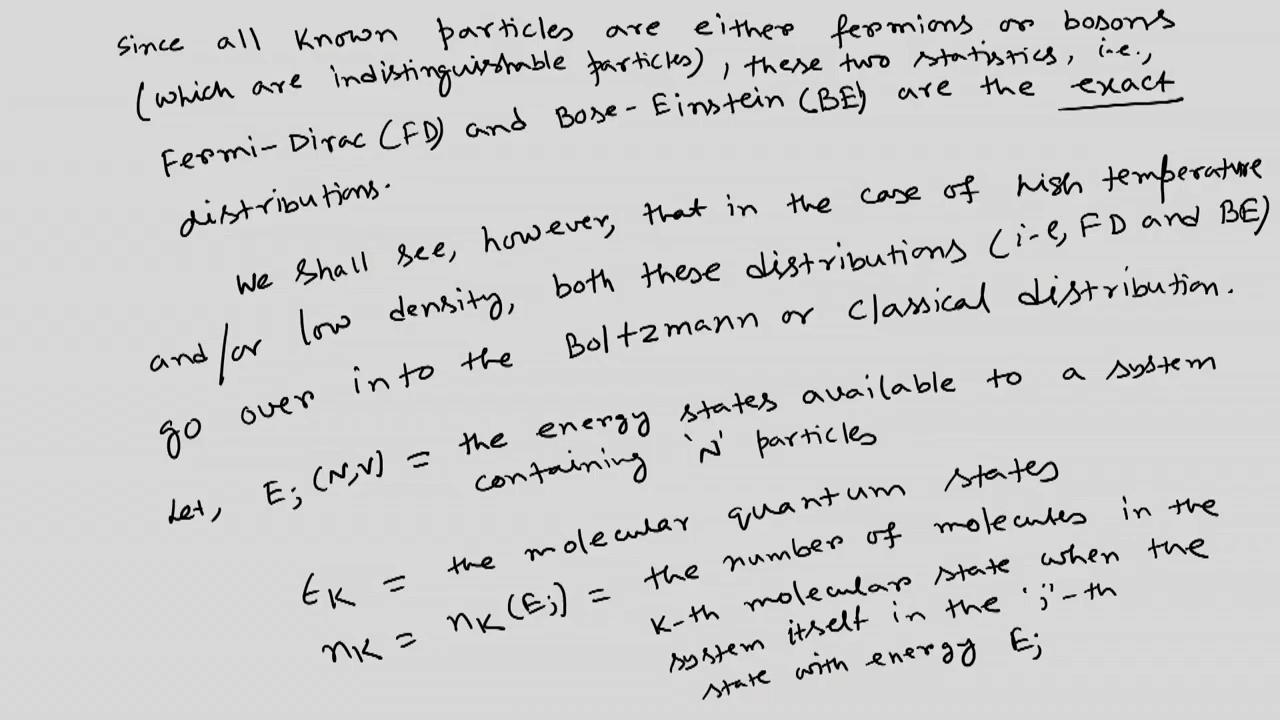 since all known particles are either fermions or bosons
(which are indistinguishable particles), these two statistics, i.e.,
Fermi-Dirac (FD) and Bose-Einstein (BE) are the exact
distributions.
We shall see, however, that in the case of high temperature
and/or low density, both these distributions (i-e, FD and BE)
go over into the Boltzmann or classical distribution.
Let, Ej (N,V) = the energy states available to a system
containing 'N' particles
ϵK = the molecular quantum states
nK = nK (Ej) = the number of molecules in the
K-th molecular state when the
system itself in the 'j'-th
state with energy Ej